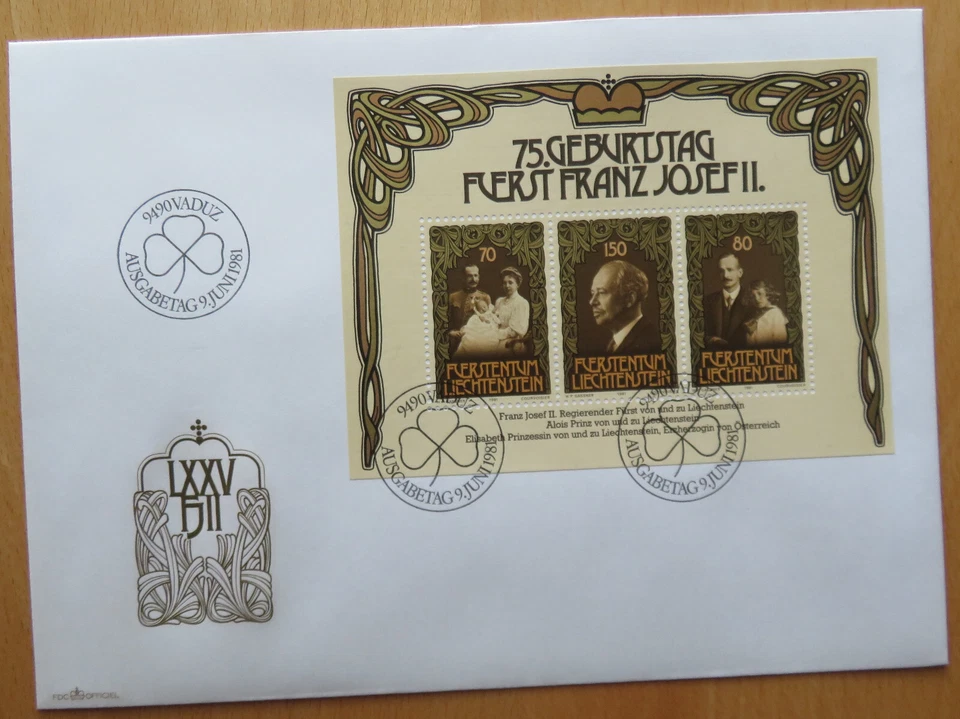 75. GEBURTSTAG
FUERST FRANZ JOSEF II.
70
FÜRSTENTUM
LIECHTENSTEIN
150
FÜRSTENTUM
LIECHTENSTEIN
80
FÜRSTENTUM
LIECHTENSTEIN
Franz Josef II. Regierender Fürst von und zu Liechtenstein
Alois Prinz von und zu Liechtenstein
Elisabeth Prinzessin von und zu Liechtenstein, Erzherzogin von Österreich
9490 VADUZ
AUSGABETAG 9. JUNI 1981
9490 VADUZ
AUSGABETAG 9. JUNI 1981
9490 VADUZ
AUSGABETAG 9. JUNI 1981
LXXV
FJII
FDC OFFICIEL